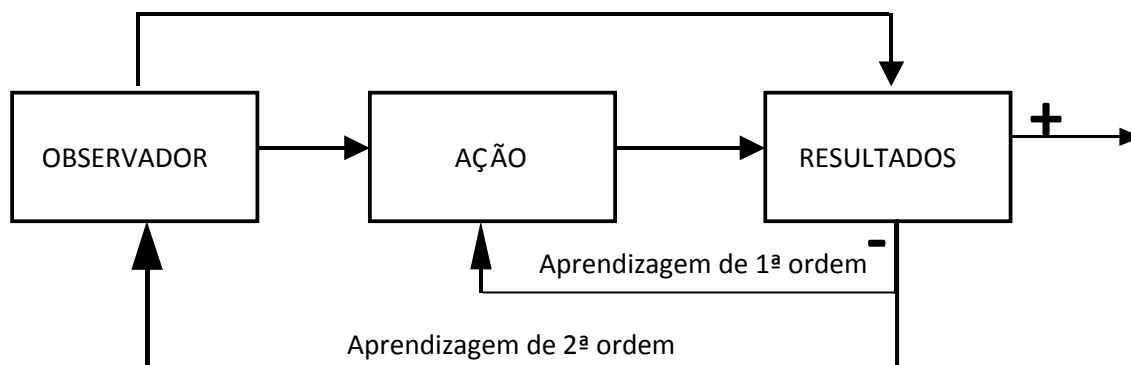 OBSERVADOR
AÇÃO
RESULTADOS
+
-
Aprendizagem de 1ª ordem
Aprendizagem de 2ª ordem